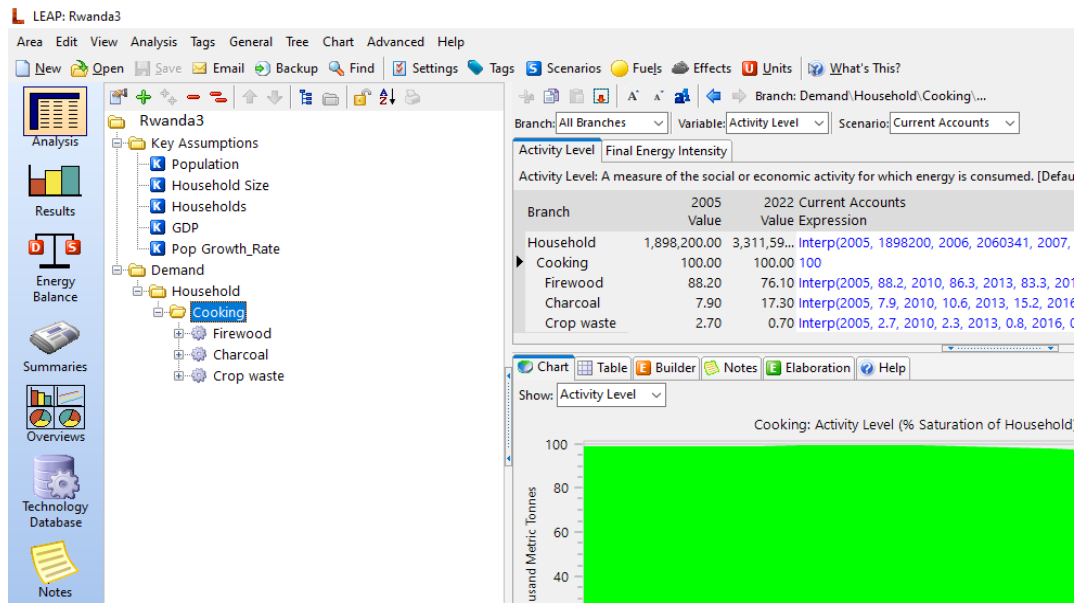 LEAP: Rwanda3
Area Edit View Analysis Tags General Tree Chart Advanced Help
New Open Save Email Backup Find Settings Tags Scenarios Fuels Effects Units What's This?
Branch: Demand\Household\Cooking\...
Branch: All Branches Variable: Activity Level Scenario: Current Accounts
Analysis
Results
Energy
Balance
Summaries
Overviews
Technology
Database
Notes
Rwanda3
Key Assumptions
Population
Household Size
Households
GDP
Pop Growth_Rate
Demand
Household
Cooking
Firewood
Charcoal
Crop waste
Activity Level Final Energy Intensity
Activity Level: A measure of the social or economic activity for which energy is consumed. [Defau
2005 2022 Current Accounts
Branch Value Value Expression
Household 1,898,200.00 3,311,59... Interp(2005, 1898200, 2006, 2060341, 2007,
Cooking 100.00 100.00 100
Firewood 88.20 76.10 Interp(2005, 88.2, 2010, 86.3, 2013, 83.3, 201
Charcoal 7.90 17.30 Interp(2005, 7.9, 2010, 10.6, 2013, 15.2, 2016
Crop waste 2.70 0.70 Interp(2005, 2.7, 2010, 2.3, 2013, 0.8, 2016, 0
Chart Table Builder Notes Elaboration Help
Show: Activity Level
Cooking: Activity Level (% Saturation of Household)
100
80
60
40
usand Metric Tonnes